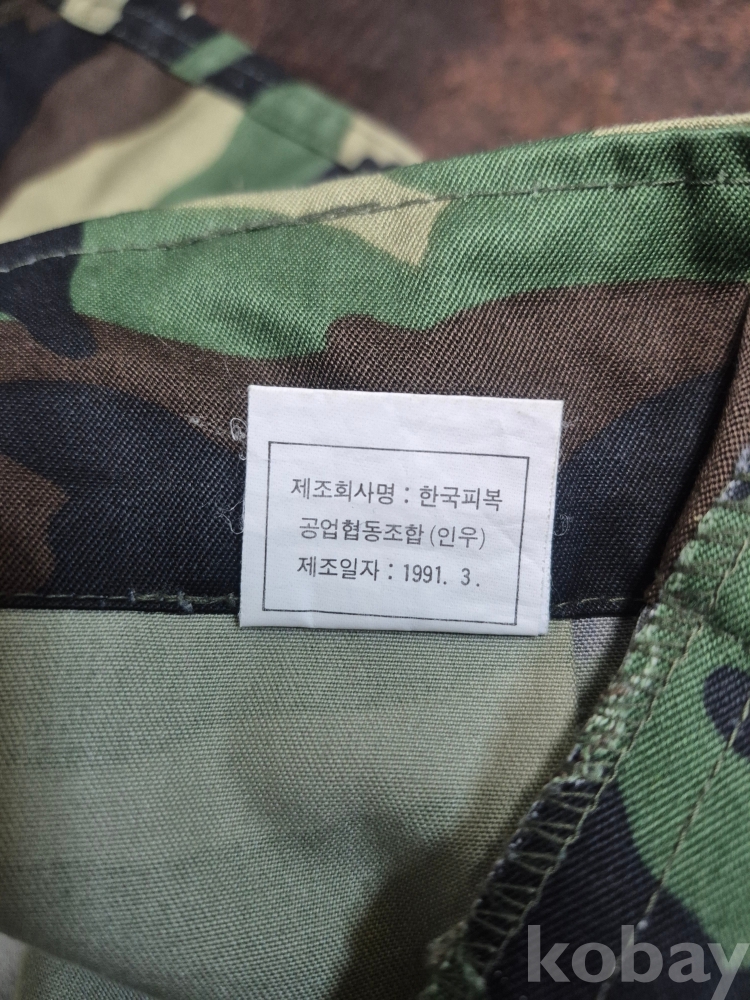 제조회사명 : 한국피복
공업협동조합 (인우)
제조일자 : 1991. 3.
kobay